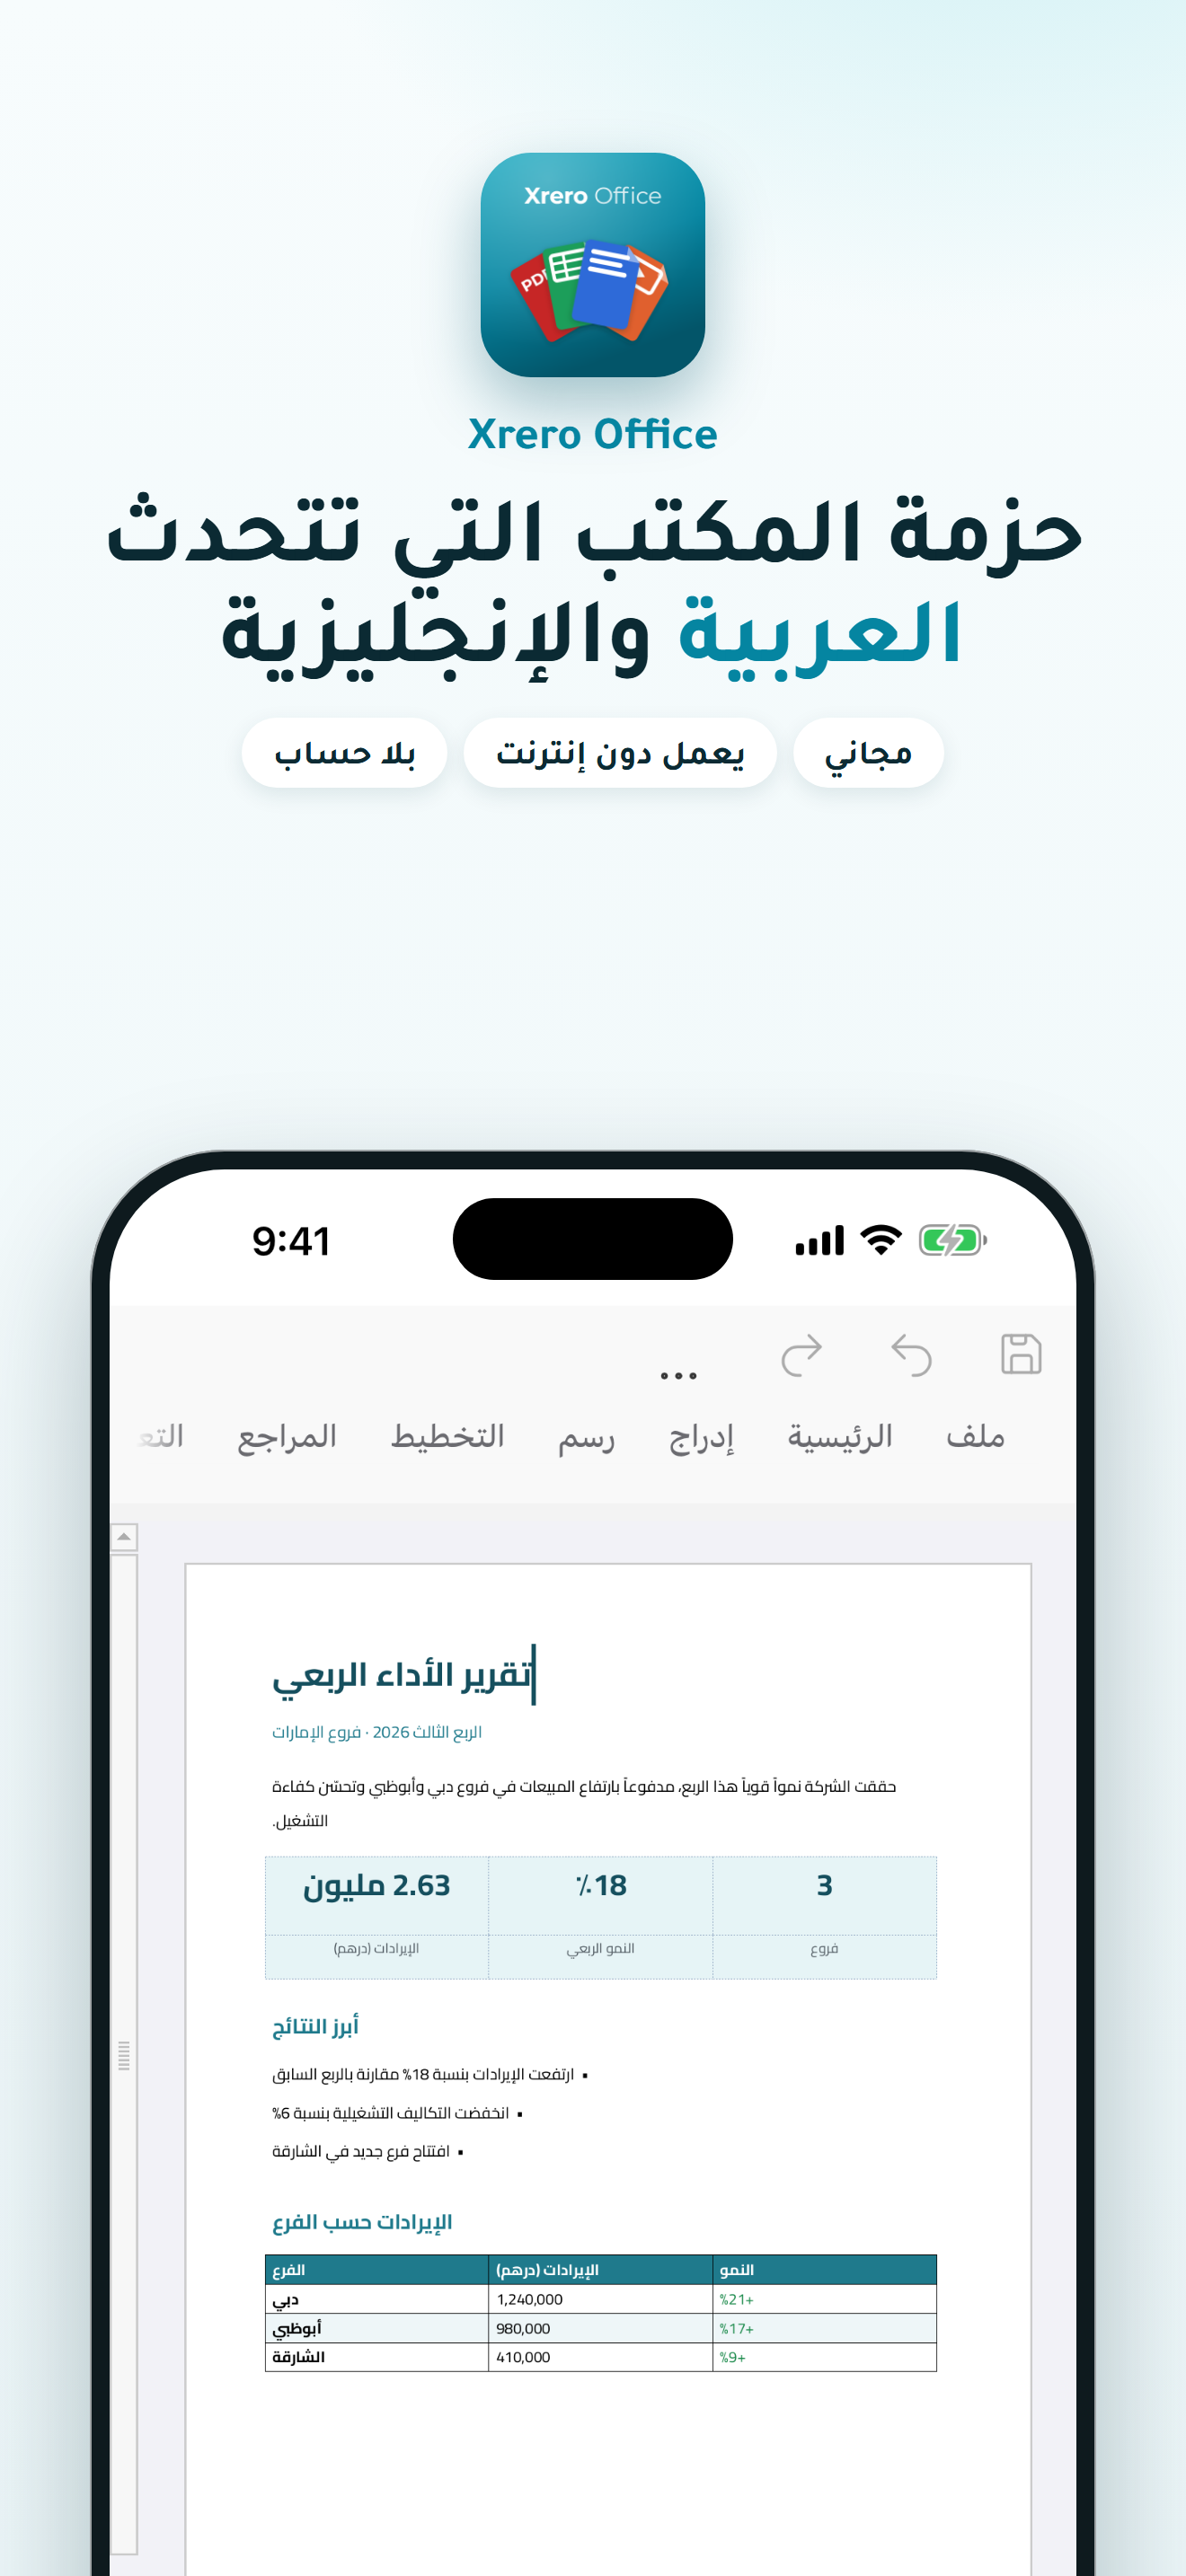 Xrero Office
PDF
Xrero Office
حزمة المكتب التي تتحدث
العربية والإنجليزية
مجاني
يعمل دون إنترنت
بلا حساب
9:41
ملف الرئيسية إدراج رسم التخطيط المراجع التع
تقرير الأداء الربعي
الربع الثالث 2026 · فروع الإمارات
حققت الشركة نمواً قوياً هذا الربع، مدفوعاً بارتفاع المبيعات في فروع دبي وأبوظبي وتحسّن كفاءة
التشغيل.
3 18٪ 2.63 مليون
فروع النمو الربعي الإيرادات (درهم)
أبرز النتائج
▪ ارتفعت الإيرادات بنسبة 18% مقارنة بالربع السابق
▪ انخفضت التكاليف التشغيلية بنسبة 6%
▪ افتتاح فرع جديد في الشارقة
الإيرادات حسب الفرع
الفرع الإيرادات (درهم) النمو
دبي 1,240,000 +21%
أبوظبي 980,000 +17%
الشارقة 410,000 +9%